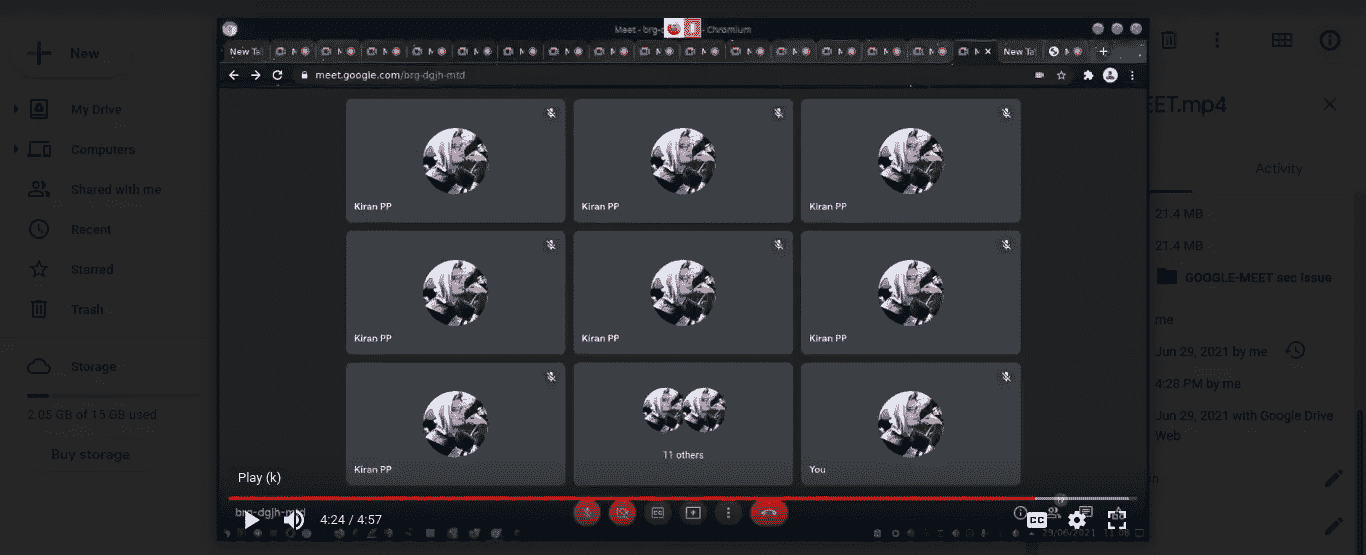 Meet - brg-d
- Chromium
New Ta
New Ta
meet.google.com/brg-dgjh-mtd
New
My Drive
Computers
Shared with me
Recent
Starred
Trash
Storage
2.05 GB of 15 GB used
Buy storage
Kiran PP
Kiran PP
Kiran PP
Kiran PP
Kiran PP
Kiran PP
Kiran PP
11 others
You
Play (k)
brg-dgjh-mtd
4:24 / 4:57
CC
29/06/2021 11:08
EET.mp4
Activity
21.4 MB
21.4 MB
GOOGLE-MEET sec Issue
me
Jun 29, 2021 by me
4:28 PM by me
Jun 29, 2021 with Google Drive
Web